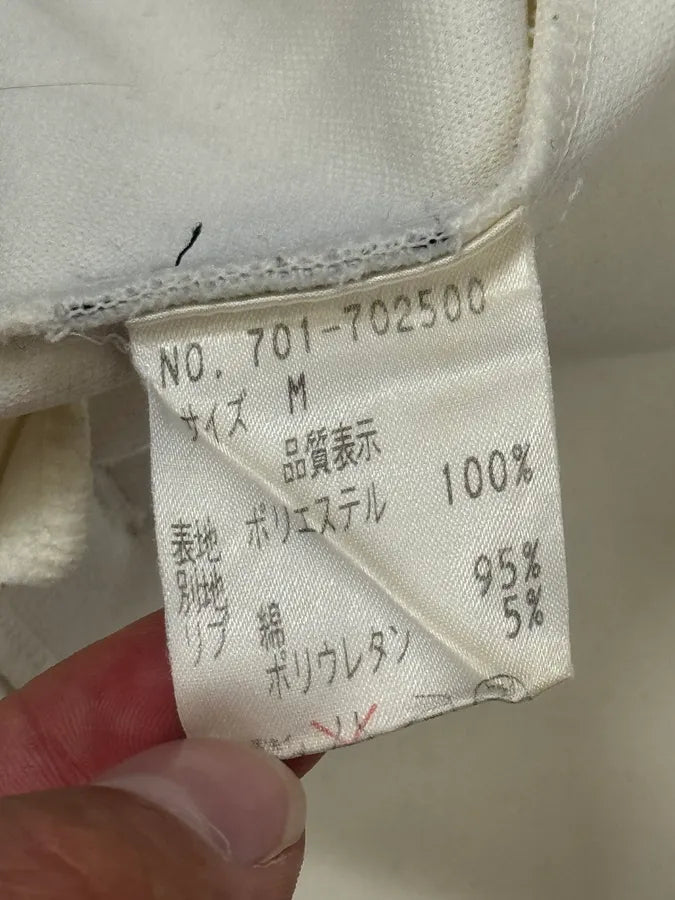 NO. 701-702500
サイズ M
品質表示
表地 ポリエステル 100%
別地
リブ 綿 95%
ポリウレタン 5%